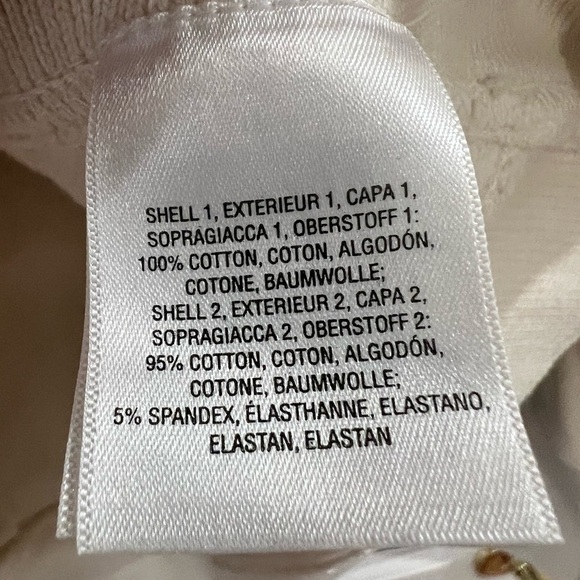 SHELL 1, EXTERIEUR 1, CAPA 1,
SOPRAGIACCA 1, OBERSTOFF 1:
100% COTTON, COTON, ALGODÓN,
COTONE, BAUMWOLLE;
SHELL 2, EXTERIEUR 2, CAPA 2,
SOPRAGIACCA 2, OBERSTOFF 2:
95% COTTON, COTON, ALGODÓN,
COTONE, BAUMWOLLE;
5% SPANDEX, ÉLASTHANNE, ELASTANO,
ELASTAN, ELASTAN